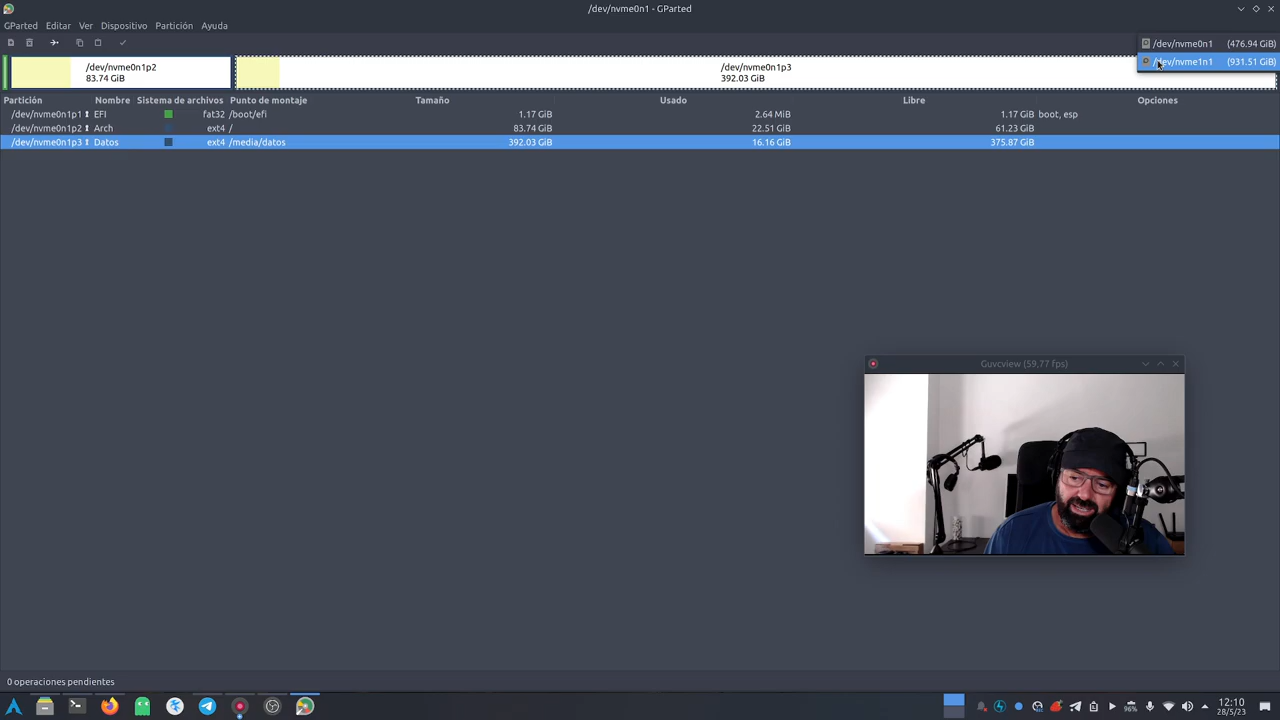 /dev/nvme0n1 - GParted
GParted Editar Ver Dispositivo Partición Ayuda
/dev/nvme0n1 (476.94 GiB)
/dev/nvme1n1 (931.51 GiB)
/dev/nvme0n1p2
83.74 GiB
/dev/nvme0n1p3
392.03 GiB
Partición Nombre Sistema de archivos Punto de montaje Tamaño Usado Libre Opciones
/dev/nvme0n1p1 EFI fat32 /boot/efi 1.17 GiB 2.64 MiB 1.17 GiB boot, esp
/dev/nvme0n1p2 Arch ext4 / 83.74 GiB 22.51 GiB 61.23 GiB
/dev/nvme0n1p3 Datos ext4 /media/datos 392.03 GiB 16.16 GiB 375.87 GiB
Guvcview (59,77 fps)
0 operaciones pendientes
96%
12:10
28/5/23